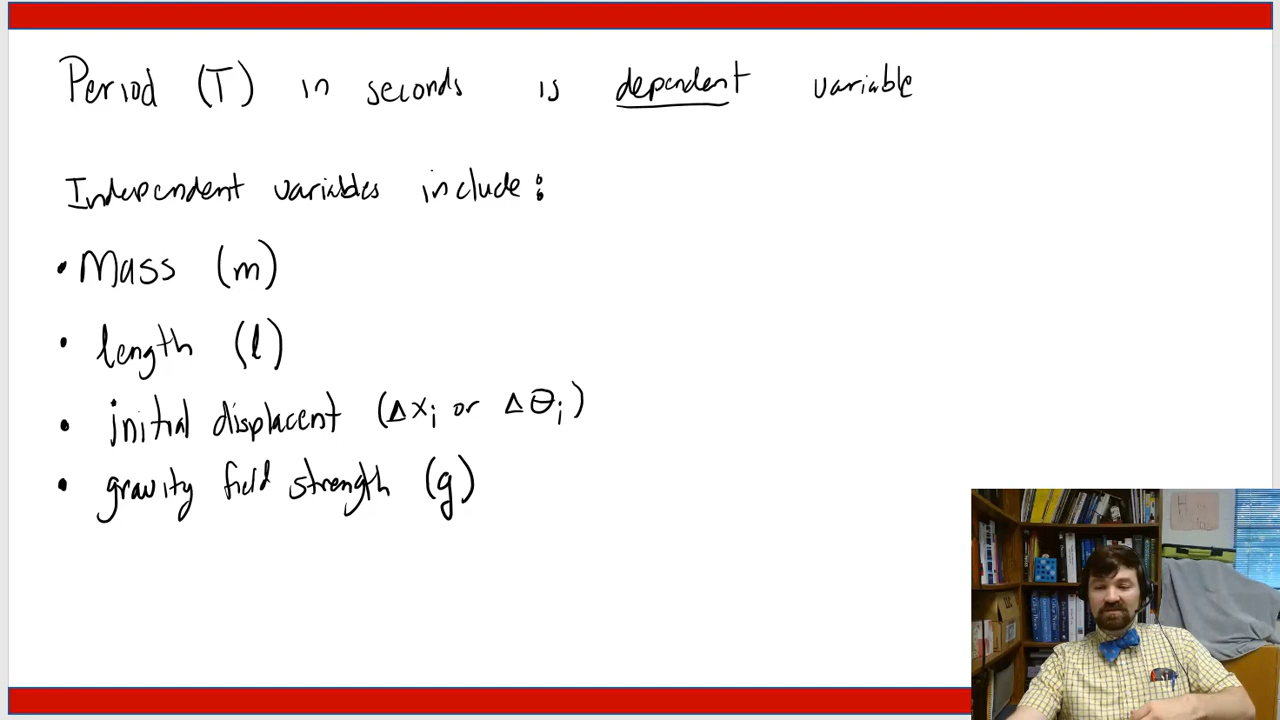 Period (T) in seconds is dependent variable
Independent variables include:
• Mass (m)
• length (l)
• initial displacent (Δxi or Δθi)
• gravity field strength (g)